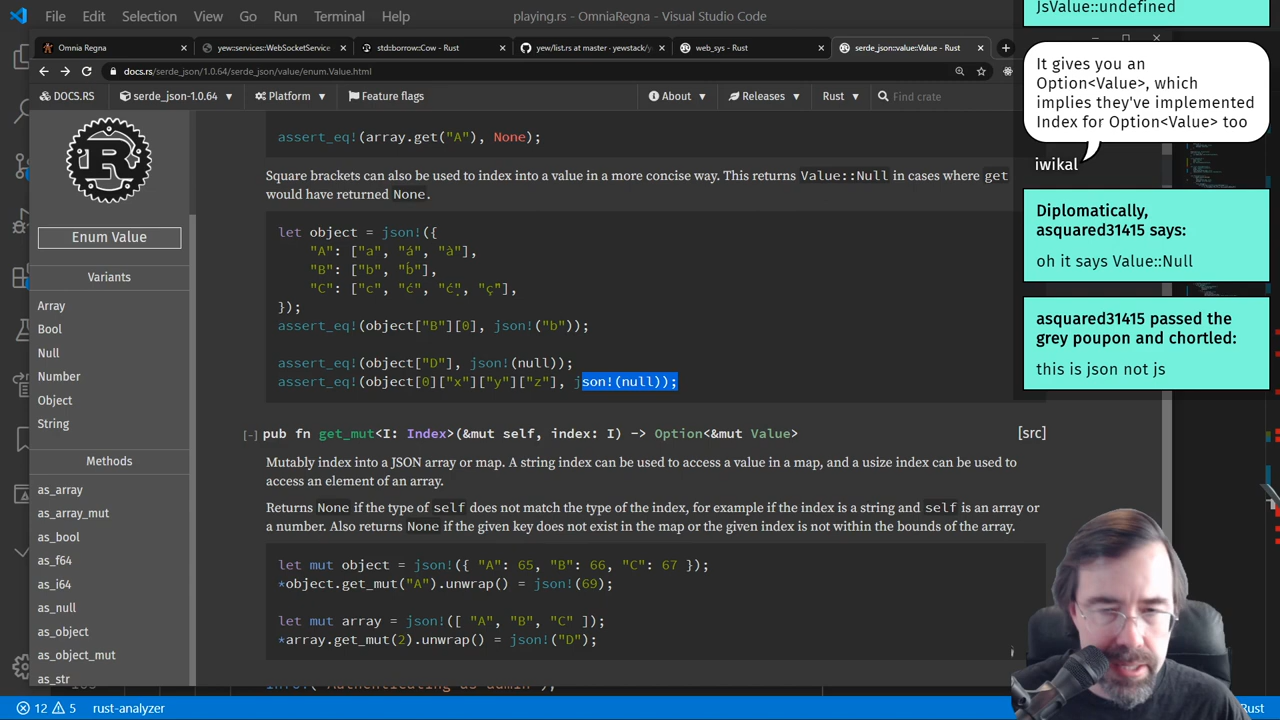 File Edit Selection View Go Run Terminal Help playing.rs - OmniaRegna - Visual Studio Code
Omnia Regna
yew::services::WebSocketService
std::borrow::Cow - Rust
yew/list.rs at master · yewstack/y
web_sys - Rust
serde_json::value::Value - Rust
docs.rs/serde_json/1.0.64/serde_json/value/enum.Value.html
DOCS.RS serde_json-1.0.64 Platform Feature flags About Releases Rust Find crate
Enum Value
Variants
Array
Bool
Null
Number
Object
String
Methods
as_array
as_array_mut
as_bool
as_f64
as_i64
as_null
as_object
as_object_mut
as_str
assert_eq!(array.get("A"), None);
Square brackets can also be used to index into a value in a more concise way. This returns Value::Null in cases where get
would have returned None.
let object = json!({
"A": ["a", "á", "à"],
"B": ["b", "b́"],
"C": ["c", "ć", "ć̣", "ç̌"],
});
assert_eq!(object["B"][0], json!("b"));
assert_eq!(object["D"], json!(null));
assert_eq!(object[0]["x"]["y"]["z"], json!(null));
[-] pub fn get_mut<I: Index>(&mut self, index: I) -> Option<&mut Value> [src]
Mutably index into a JSON array or map. A string index can be used to access a value in a map, and a usize index can be used to
access an element of an array.
Returns None if the type of self does not match the type of the index, for example if the index is a string and self is an array or
a number. Also returns None if the given key does not exist in the map or the given index is not within the bounds of the array.
let mut object = json!({ "A": 65, "B": 66, "C": 67 });
*object.get_mut("A").unwrap() = json!(69);
let mut array = json!([ "A", "B", "C" ]);
*array.get_mut(2).unwrap() = json!("D");
info!("Authenticating as admin");
JsValue::undefined
It gives you an
Option<Value>, which
implies they've implemented
Index for Option<Value> too
iwikal
Diplomatically,
asquared31415 says:
oh it says Value::Null
asquared31415 passed the
grey poupon and chortled:
this is json not js
12 5 rust-analyzer Rust